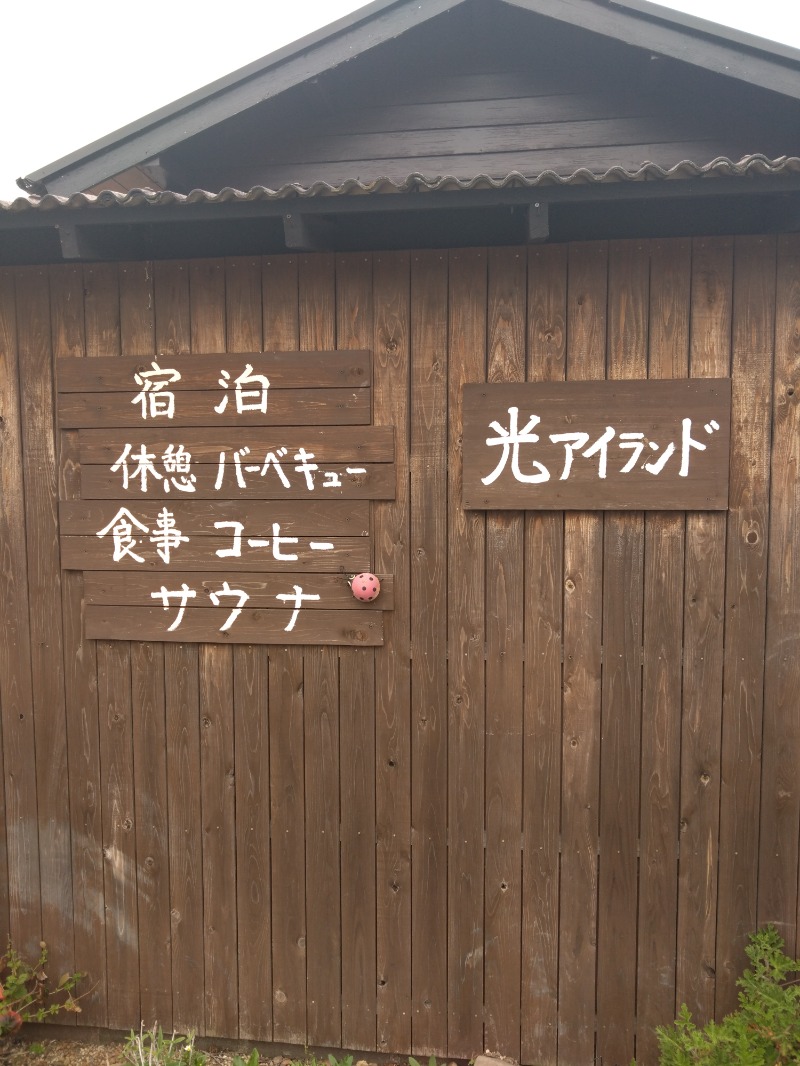 宿泊
休憩 バーベキュー
食事 コーヒー
サウナ
光アイランド